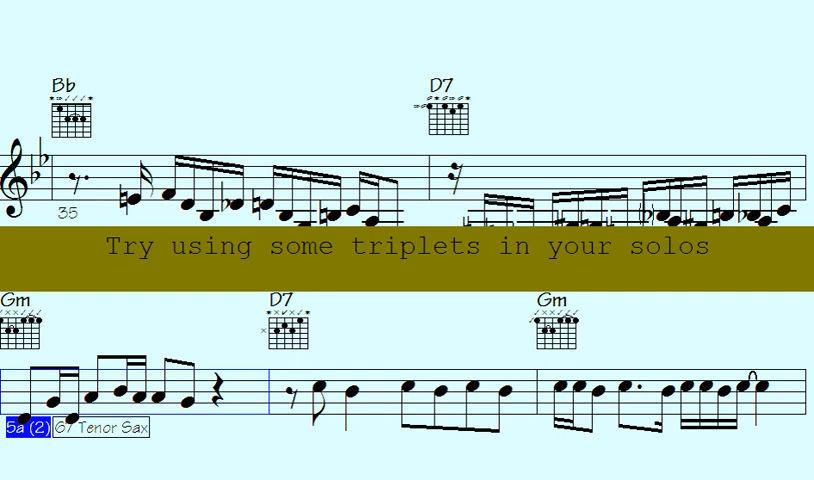 Bb D7
35
Try using some triplets in your solos
Gm D7 Gm
5a (2) 67 Tenor Sax